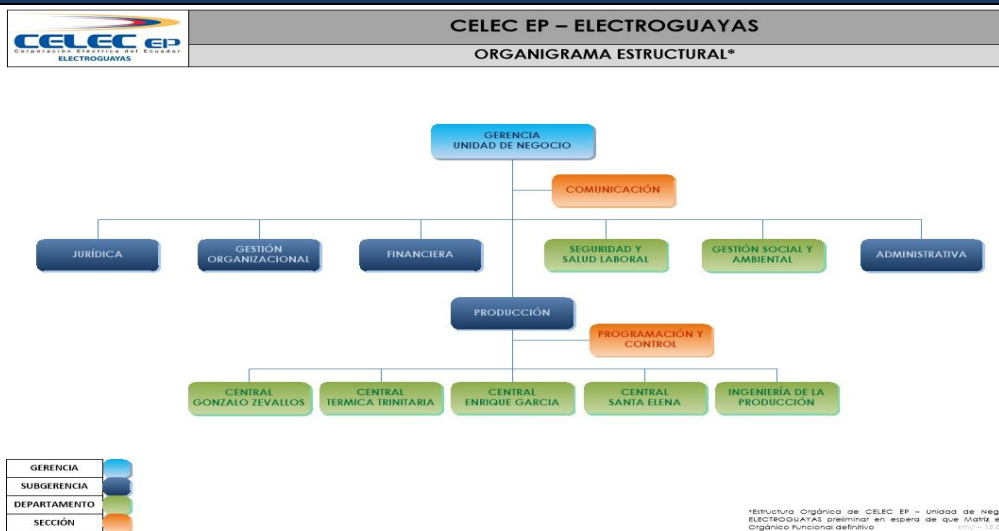 CELEC EP
Corporación Eléctrica del Ecuador
ELECTROGUAYAS
CELEC EP – ELECTROGUAYAS
ORGANIGRAMA ESTRUCTURAL*
GERENCIA
UNIDAD DE NEGOCIO
COMUNICACIÓN
JURÍDICA
GESTIÓN
ORGANIZACIONAL
FINANCIERA
SEGURIDAD Y
SALUD LABORAL
GESTIÓN SOCIAL Y
AMBIENTAL
ADMINISTRATIVA
PRODUCCIÓN
PROGRAMACIÓN Y
CONTROL
CENTRAL
GONZALO ZEVALLOS
CENTRAL
TERMICA TRINITARIA
CENTRAL
ENRIQUE GARCIA
CENTRAL
SANTA ELENA
INGENIERÍA DE LA
PRODUCCIÓN
GERENCIA
SUBGERENCIA
DEPARTAMENTO
SECCIÓN
*Estructura Orgánica de CELEC EP – Unidad de Neg
ELECTROGUAYAS preliminar en espera de que Matriz e
Orgánico Funcional definitivo